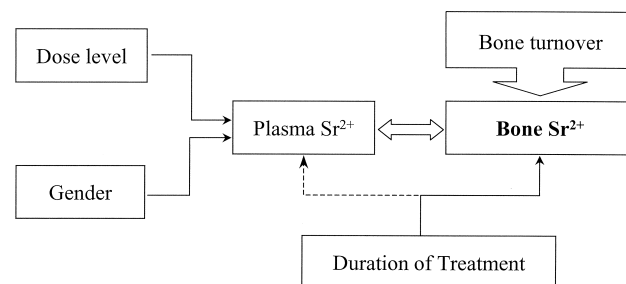 Bone turnover
Dose level
Plasma Sr²⁺
Bone Sr²⁺
Gender
Duration of Treatment